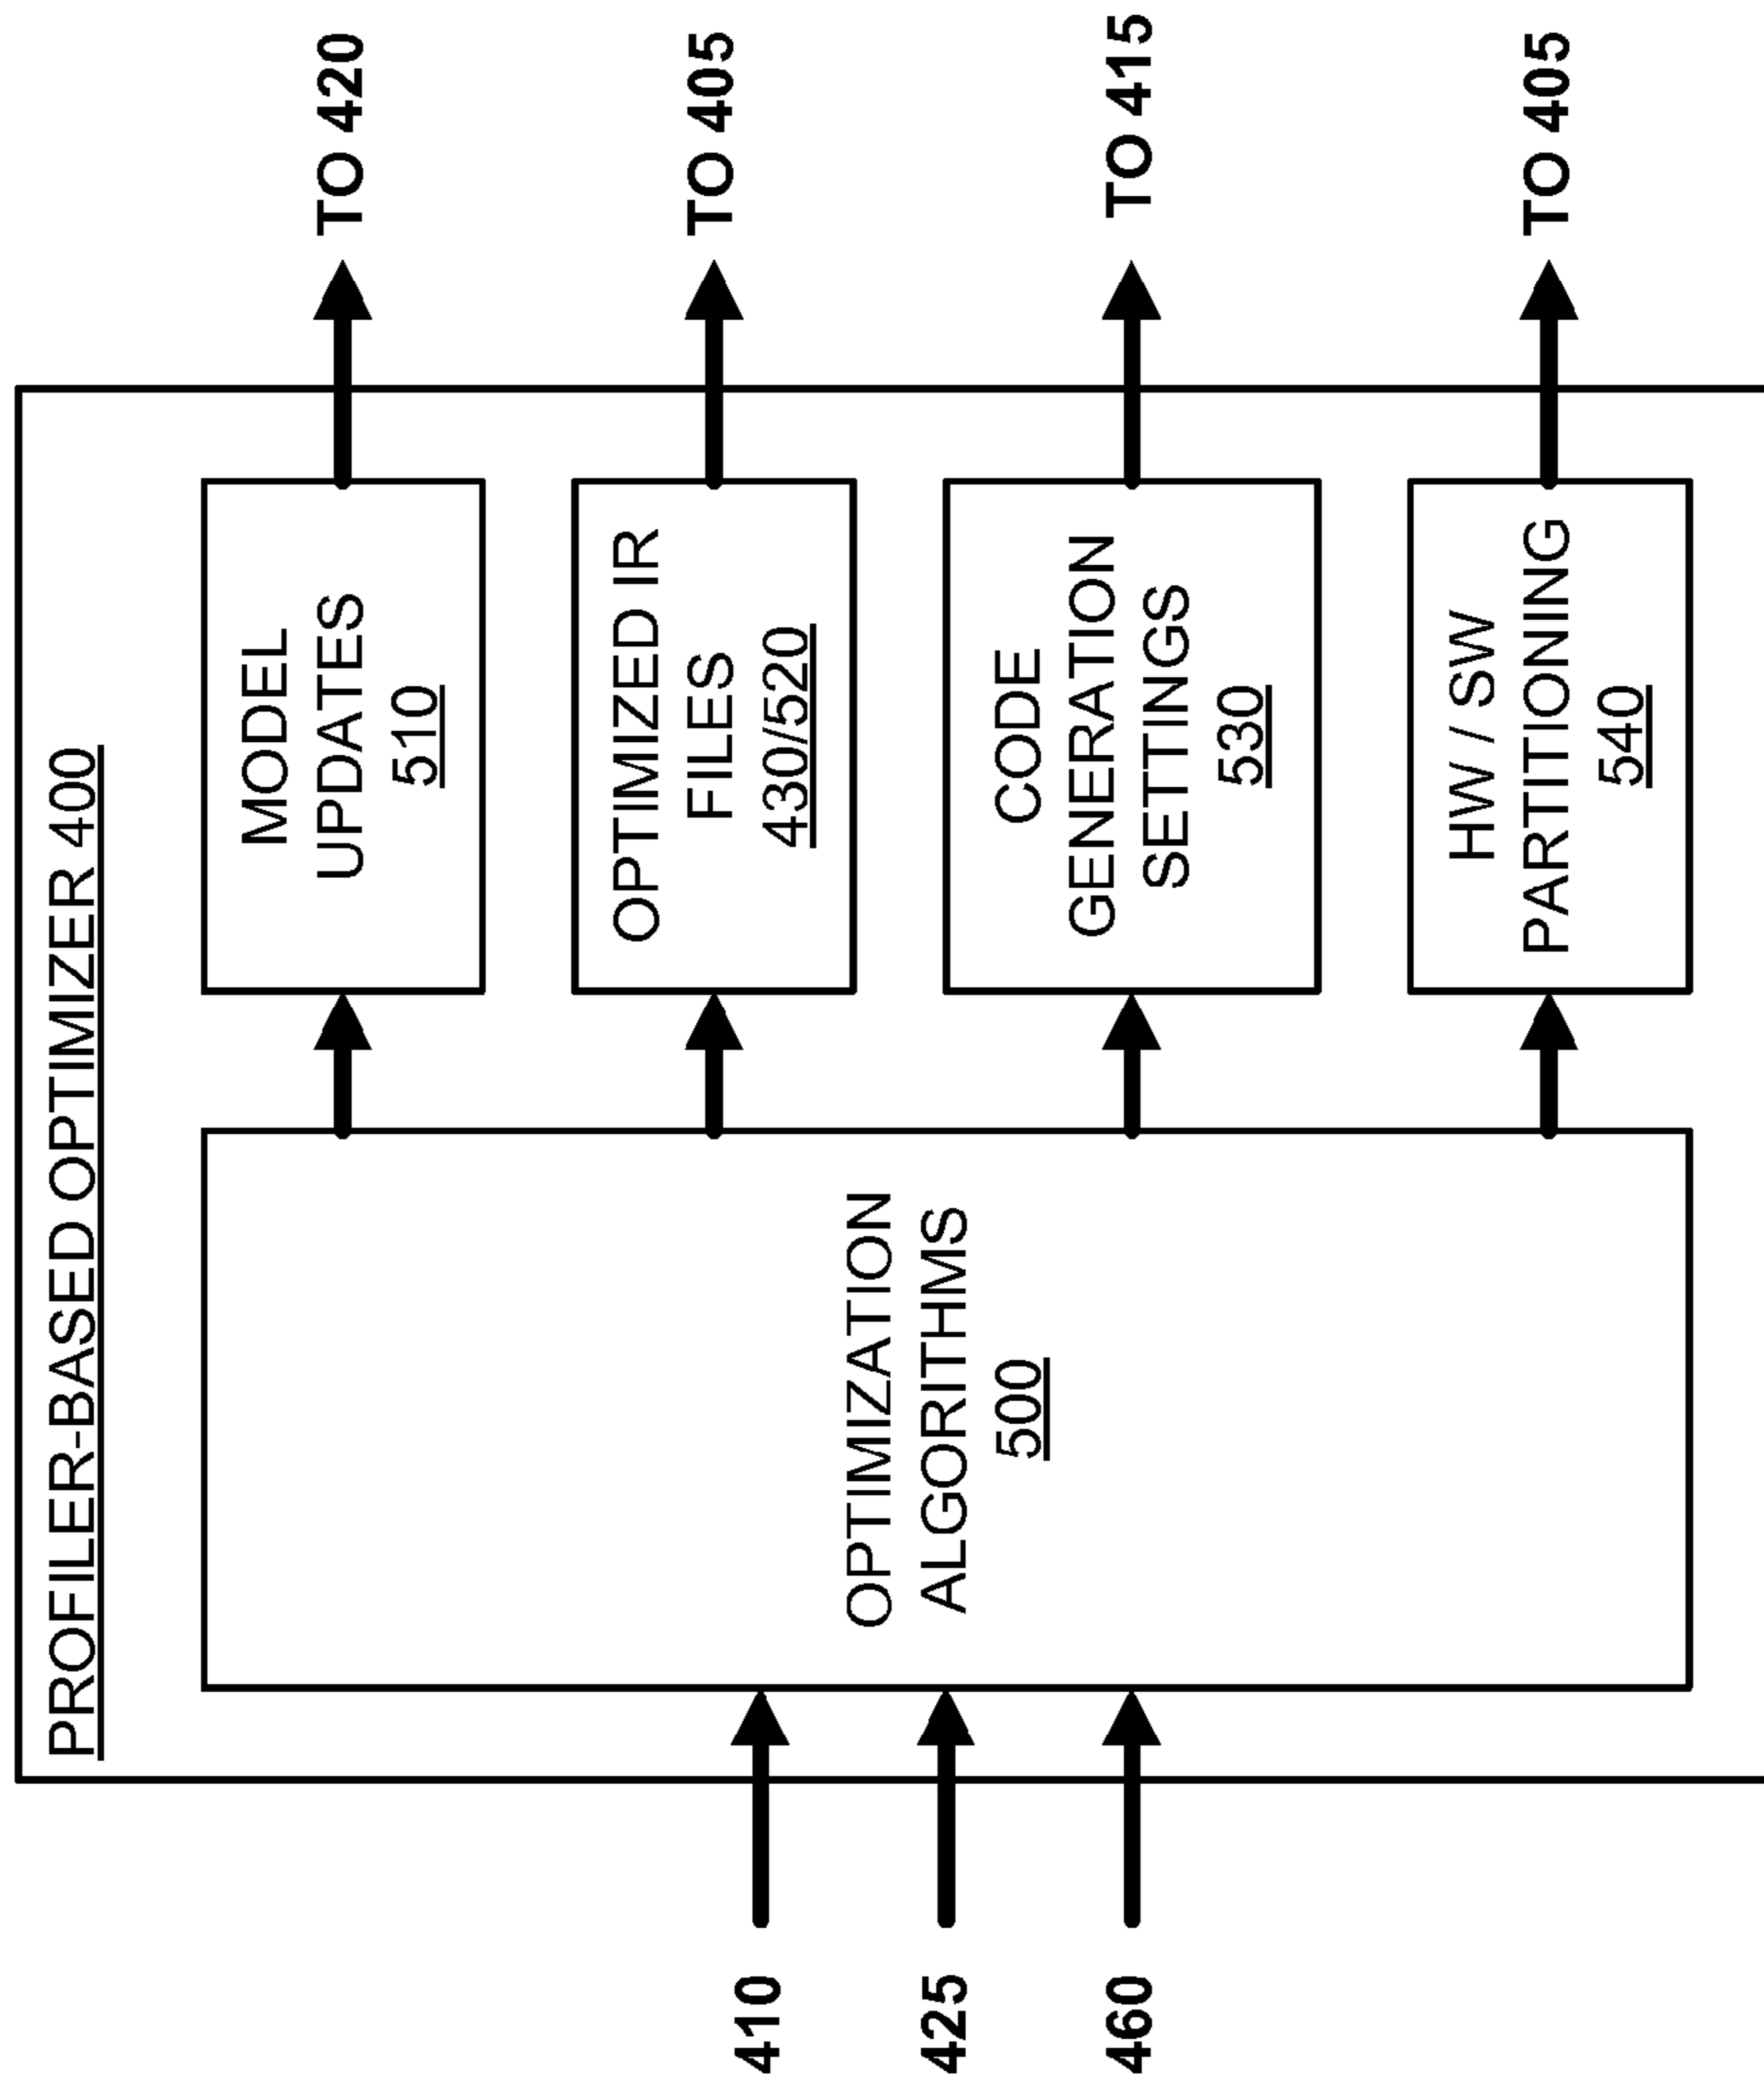 PROFILER-BASED OPTIMIZER 400
410
425
460
OPTIMIZATION
ALGORITHMS
500
MODEL
UPDATES
510
TO 420
OPTIMIZED IR
FILES
430/520
TO 405
CODE
GENERATION
SETTINGS
530
TO 415
HW / SW
PARTITIONING
540
TO 405